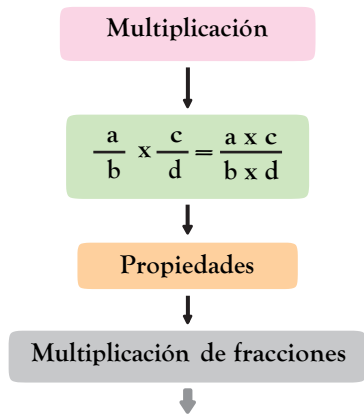 Multiplicación
a/b x c/d = a x c/b x d
Propiedades
Multiplicación de fracciones